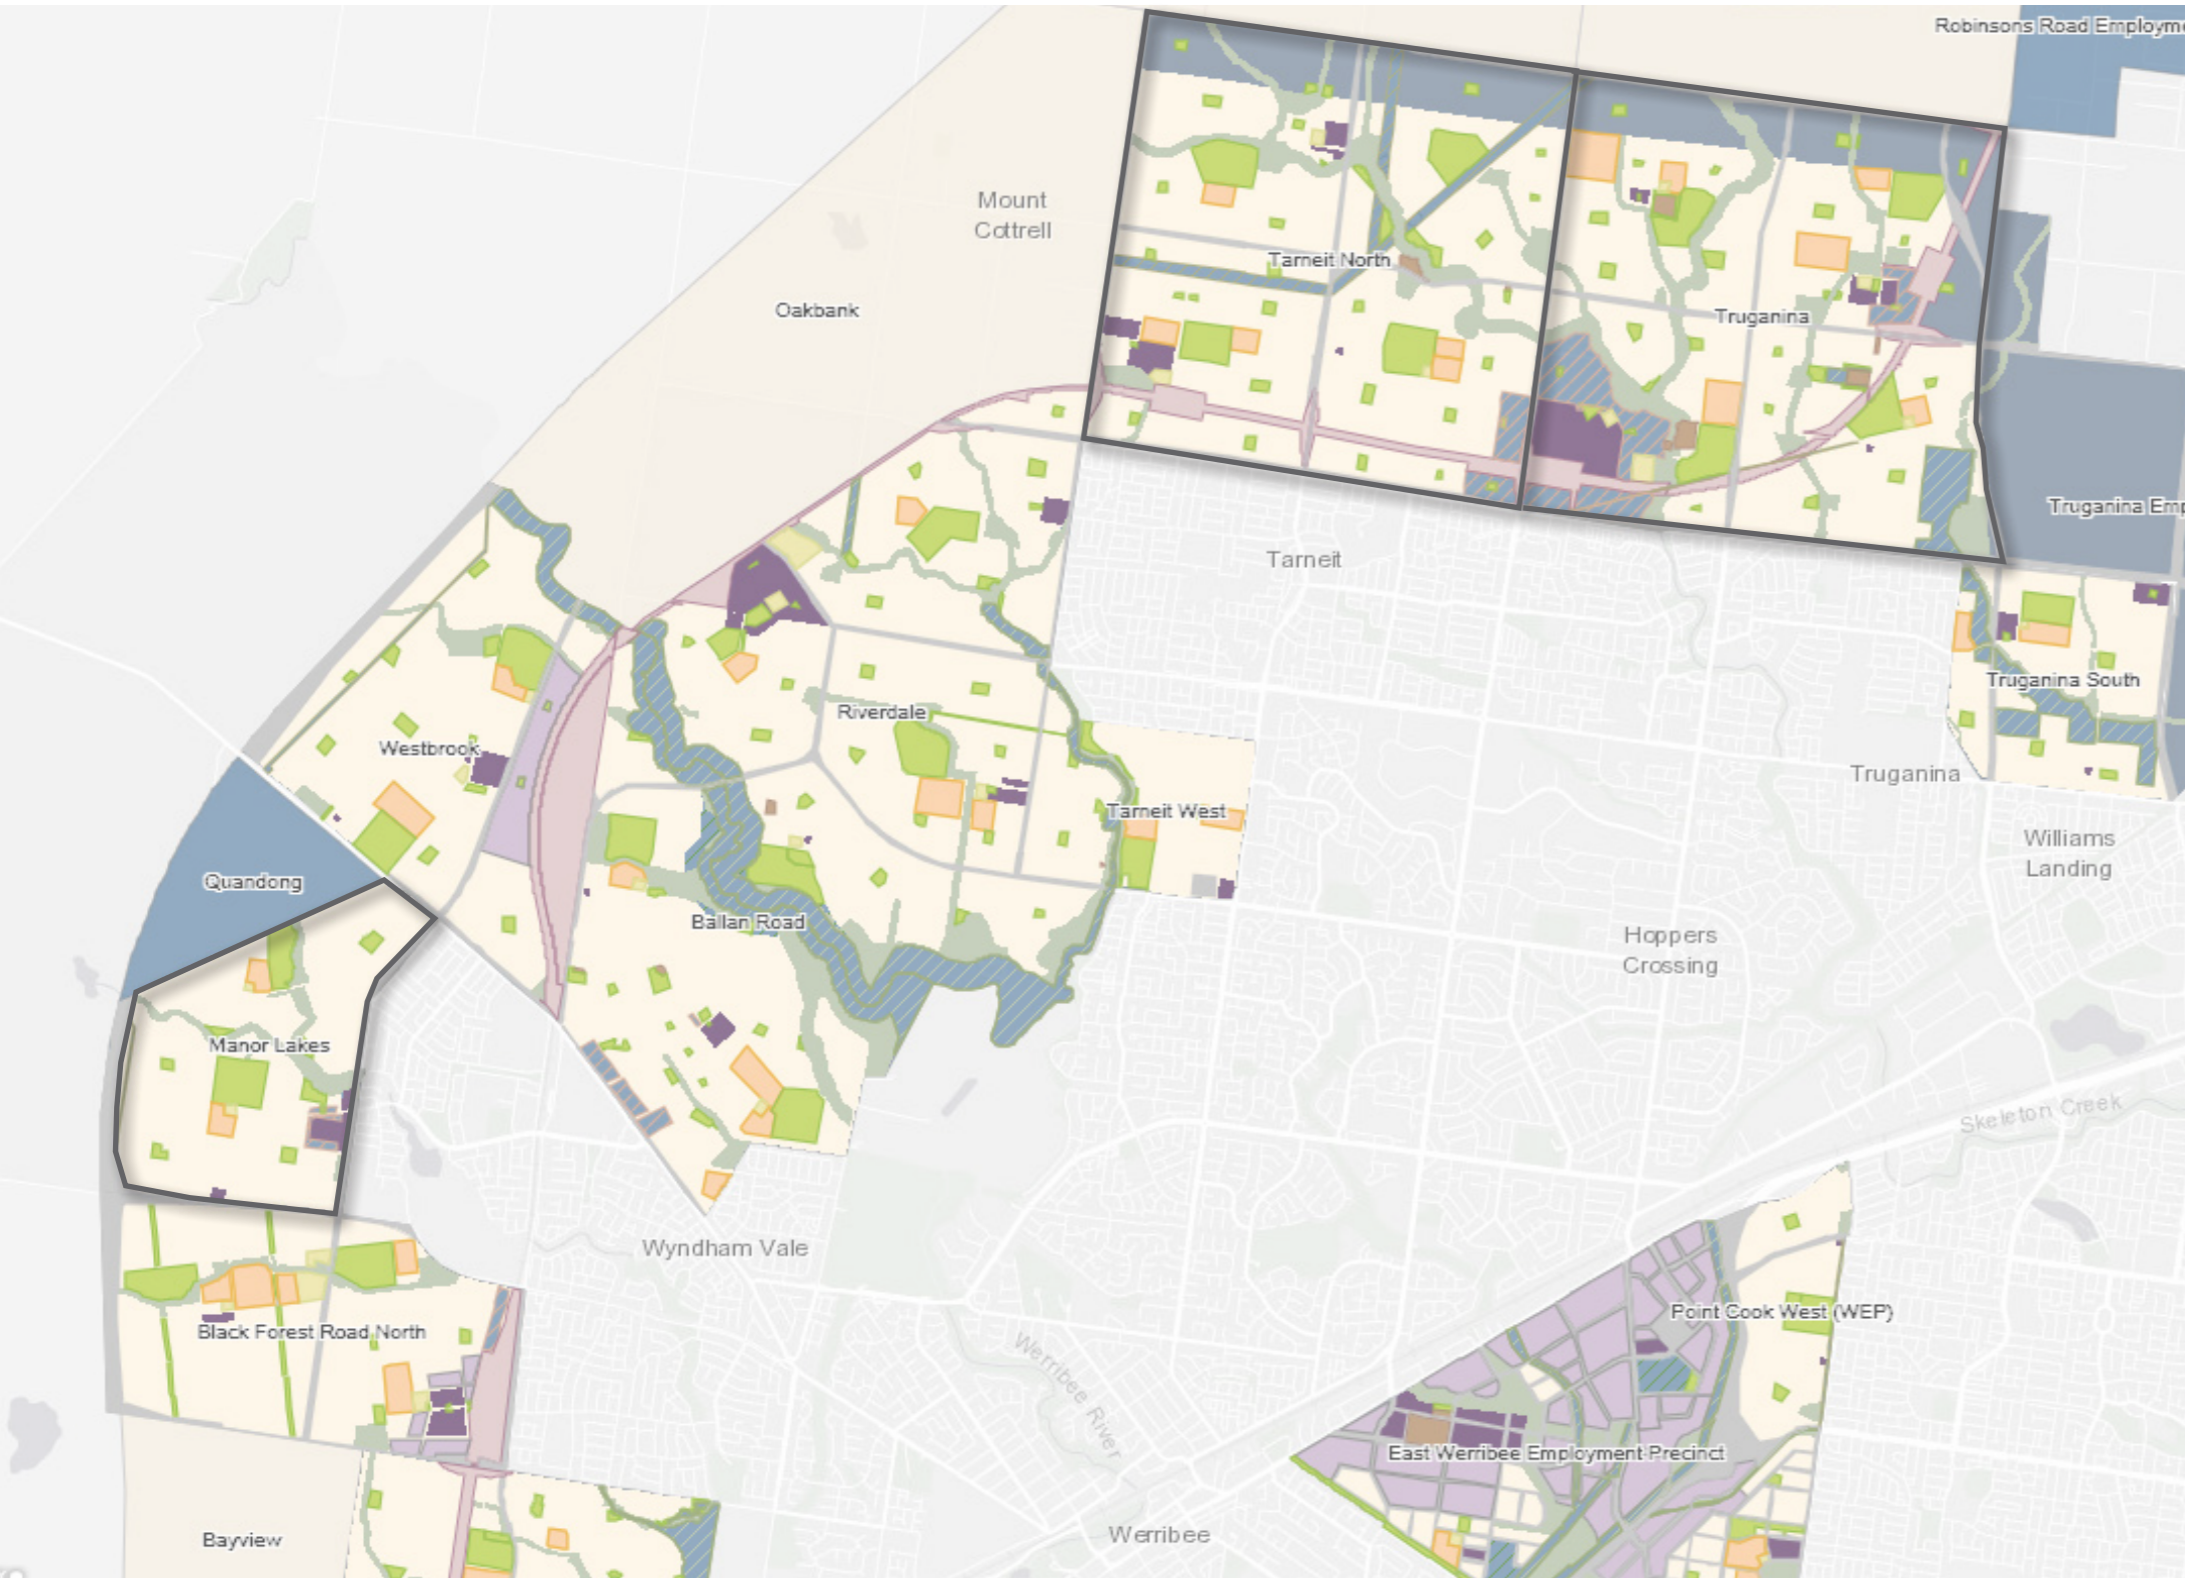 Robinsons Road Employm
Mount
Cottrell
Tarneit North
Oakbank
Truganina
Truganina Emp
Tarneit
Truganina South
Riverdale
Westbrook
Truganina
Tarneit West
Williams
Landing
Quandong
Ballan Road
Hoppers
Crossing
Manor Lakes
Skeleton Creek
Wyndham Vale
Point Cook West (WEP)
Black Forest Road North
Werribee River
East Werribee Employment Precinct
Bayview
Werribee